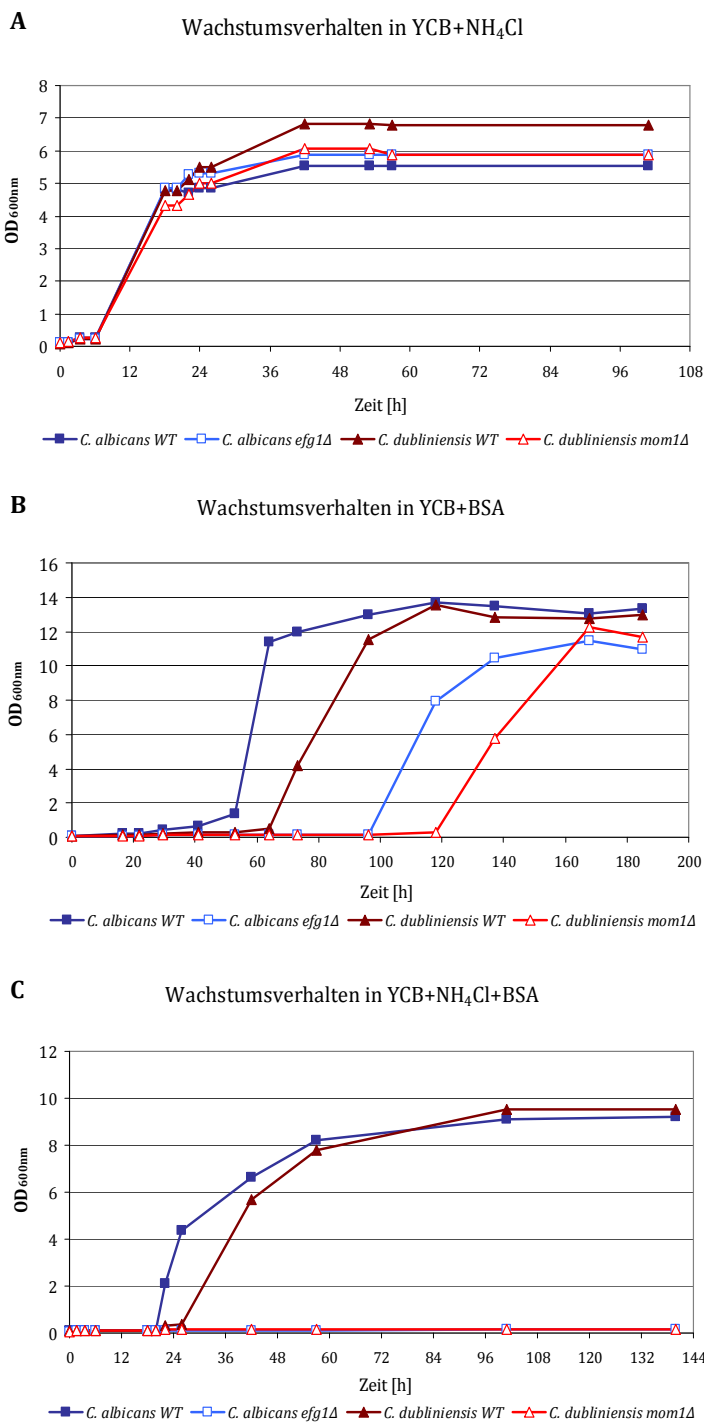 A
Wachstumsverhalten in YCB+NH₄Cl
8
7
6
5
4
3
2
1
0
OD₆₀₀ₙₘ
0 12 24 36 48 60 72 84 96 108
Zeit [h]
C. albicans WT C. albicans efg1Δ C. dubliniensis WT C. dubliniensis mom1Δ
B
Wachstumsverhalten in YCB+BSA
16
14
12
10
8
6
4
2
0
OD₆₀₀ₙₘ
0 20 40 60 80 100 120 140 160 180 200
Zeit [h]
C. albicans WT C. albicans efg1Δ C. dubliniensis WT C. dubliniensis mom1Δ
C
Wachstumsverhalten in YCB+NH₄Cl+BSA
12
10
8
6
4
2
0
OD₆₀₀ₙₘ
0 12 24 36 48 60 72 84 96 108 120 132 144
Zeit [h]
C. albicans WT C. albicans efg1Δ C. dubliniensis WT C. dubliniensis mom1Δ